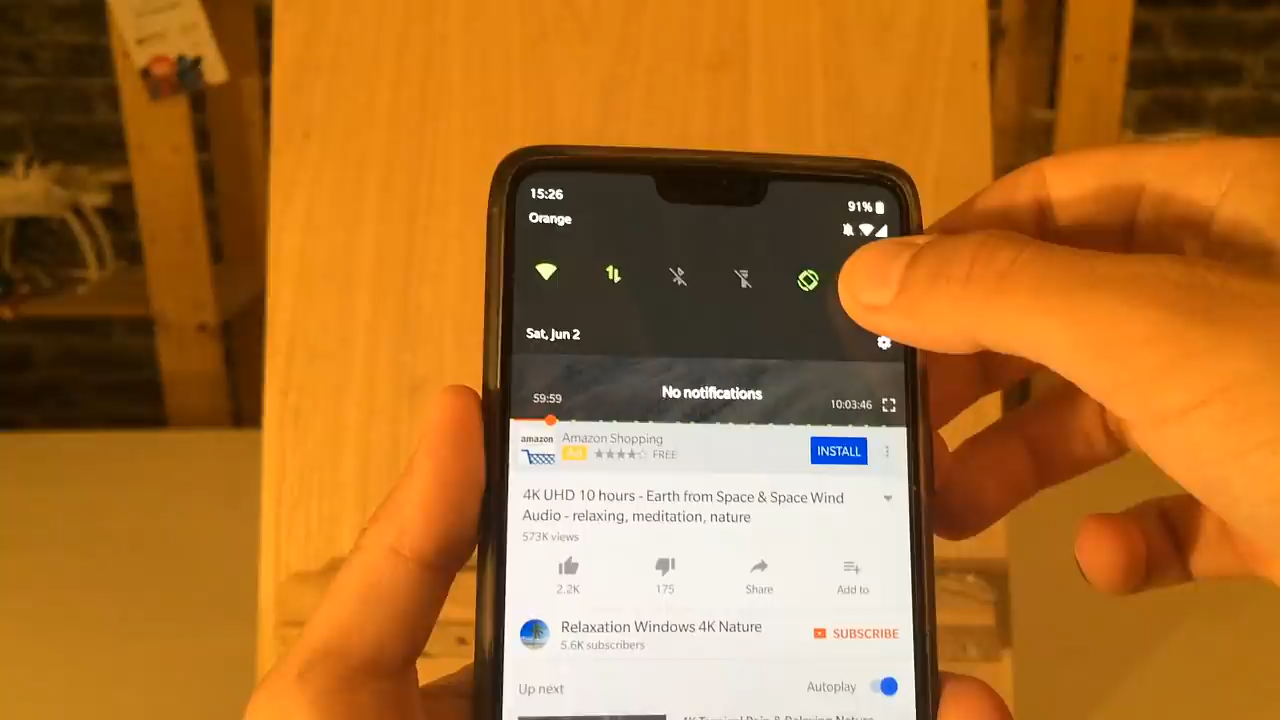 15:26
91%
Orange
Sat, Jun 2
No notifications
59:59
10:03:46
amazon
Amazon Shopping
Ad
FREE
INSTALL
4K UHD 10 hours - Earth from Space & Space Wind
Audio - relaxing, meditation, nature
573K views
2.2K
175
Share
Add to
Relaxation Windows 4K Nature
5.6K subscribers
SUBSCRIBE
Up next
Autoplay